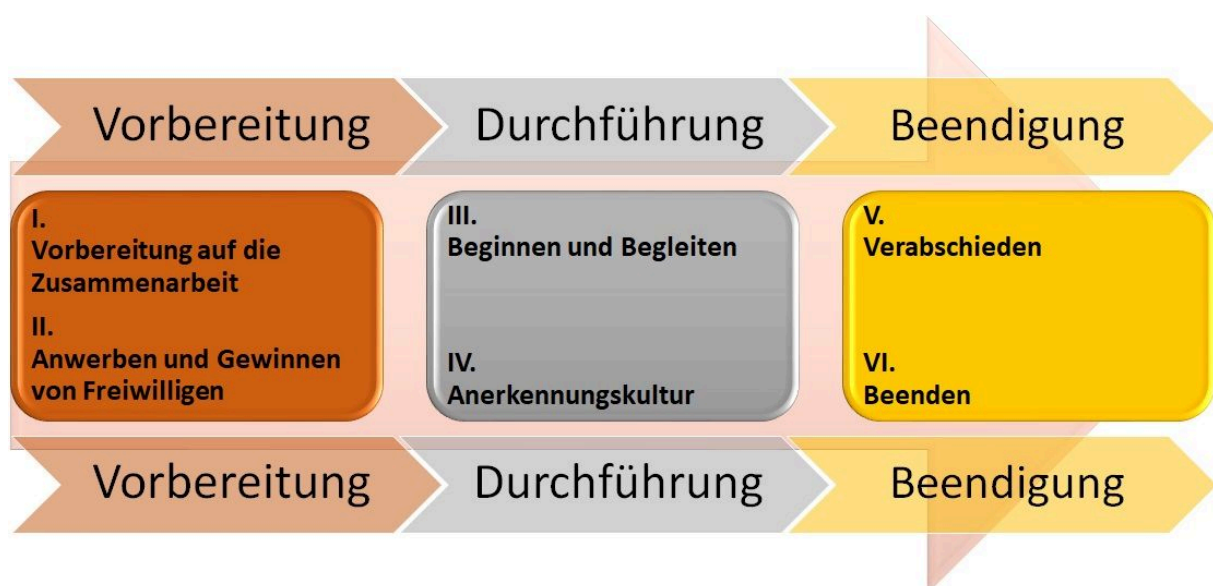 Vorbereitung
Durchführung
Beendigung
I.
Vorbereitung auf die
Zusammenarbeit
II.
Anwerben und Gewinnen
von Freiwilligen
III.
Beginnen und Begleiten
IV.
Anerkennungskultur
V.
Verabschieden
VI.
Beenden
Vorbereitung
Durchführung
Beendigung